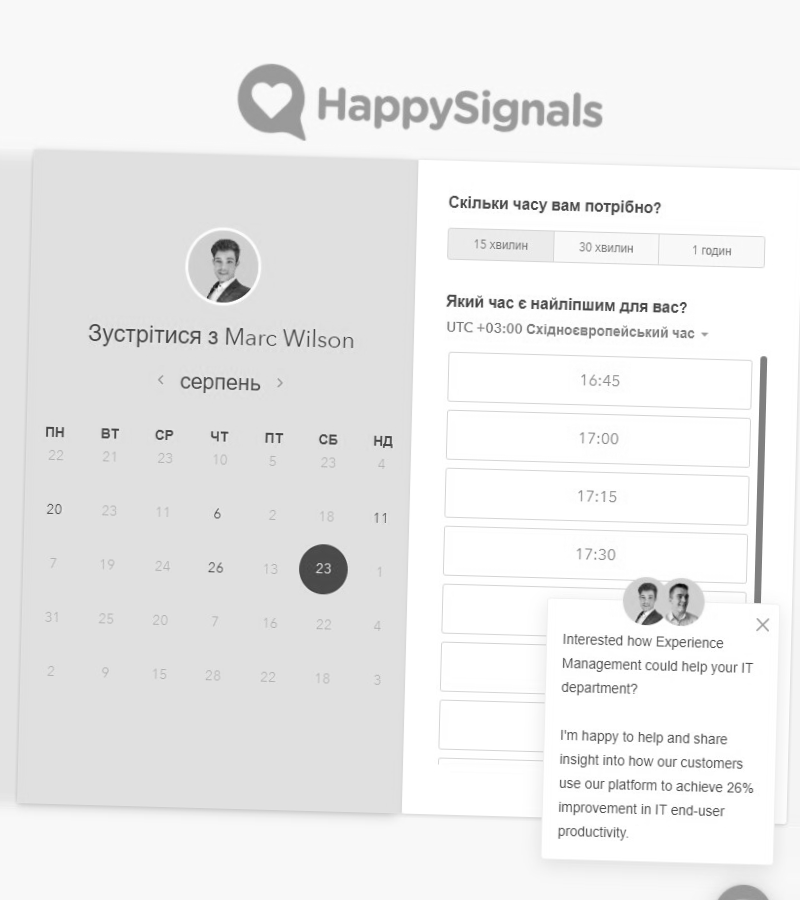 HappySignals
Зустрітися з Marc Wilson
серпень
ПН ВТ СР ЧТ ПТ СБ НД
22 21 23 10 5 23 4
20 23 11 6 2 18 11
7 19 24 26 13 23 1
31 25 20 7 16 22 4
2 9 15 28 22 18 3
Скільки часу вам потрібно?
15 хвилин 30 хвилин 1 годин
Який час є найліпшим для вас?
UTC +03:00 Східноєвропейський час
16:45
17:00
17:15
17:30
Interested how Experience
Management could help your IT
department?
I'm happy to help and share
insight into how our customers
use our platform to achieve 26%
improvement in IT end-user
productivity.